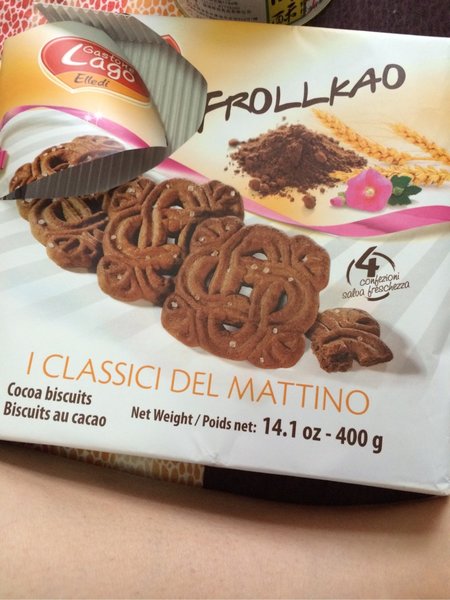 Gastone
Lago
Elledi
FROLLKAO
4
confezioni
salva freschezza
I CLASSICI DEL MATTINO
Cocoa biscuits
Biscuits au cacao
Net Weight / Poids net: 14.1 oz - 400 g